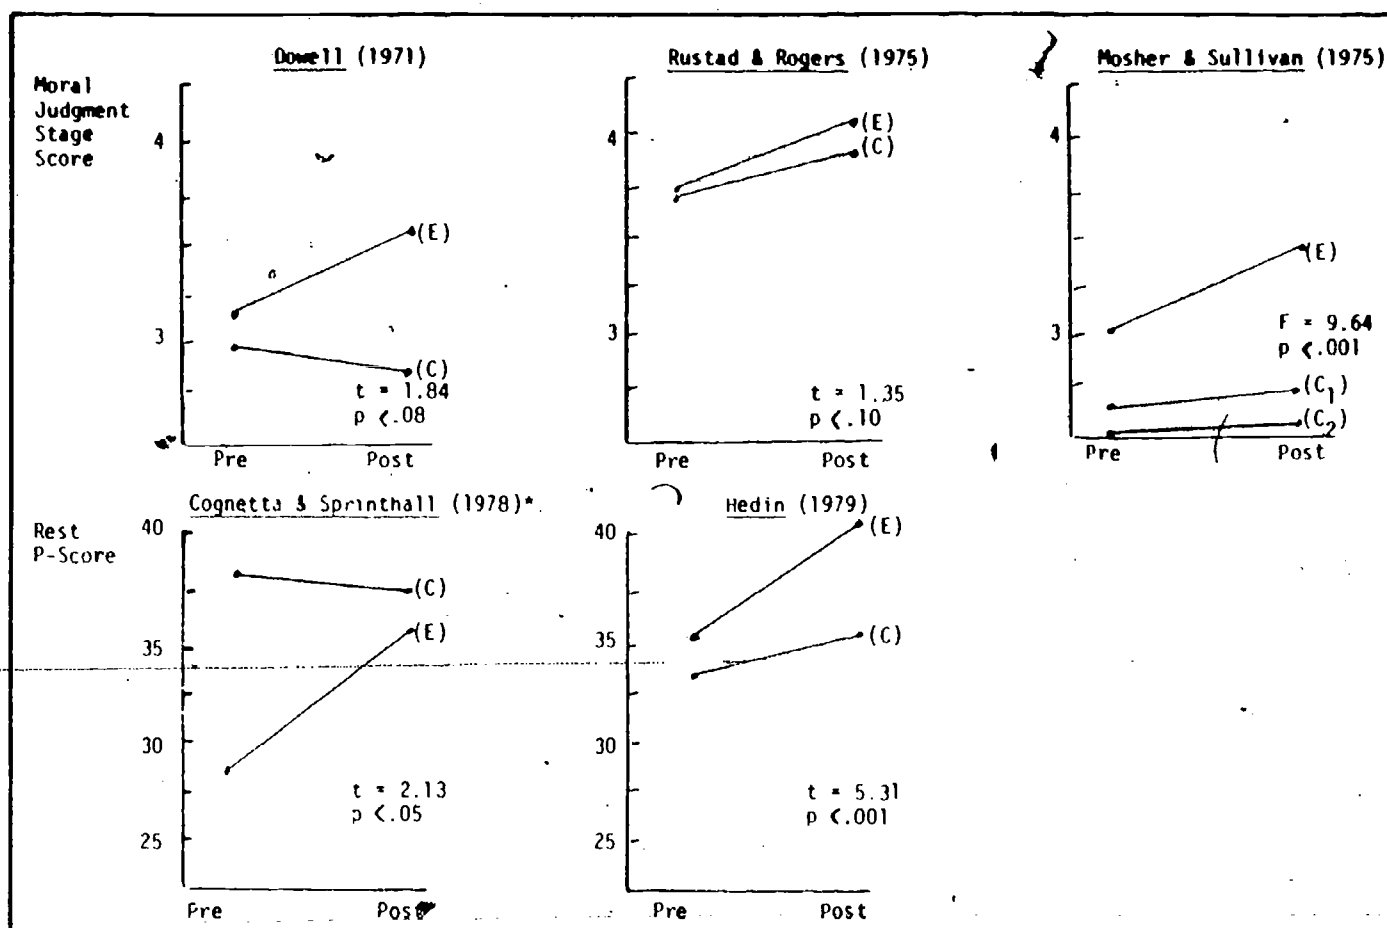 Dowell (1971)
Rustad & Rogers (1975)
Mosher & Sullivan (1975)
Moral
Judgment
Stage
Score
4
3
(E)
(C)
t = 1.84
p <.08
Pre Post
4
3
(E)
(C)
t = 1.35
p <.10
Pre Post
4
3
(E)
F = 9.64
p <.001
(C1)
(C2)
Pre Post
Cognetta & Sprinthall (1978)*
Hedin (1979)
Rest
P-Score
40
35
30
25
(C)
(E)
t = 2.13
p <.05
Pre Post
40
35
30
25
(E)
(C)
t = 5.31
p <.001
Pre Post